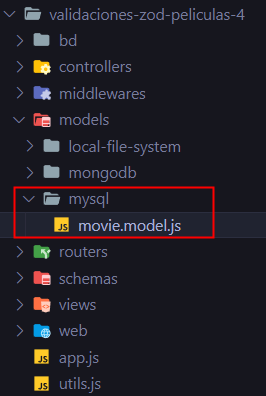 validaciones-zod-peliculas-4
bd
controllers
middlewares
models
local-file-system
mongodb
mysql
JS movie.model.js
routers
schemas
views
web
JS app.js
JS utils.js